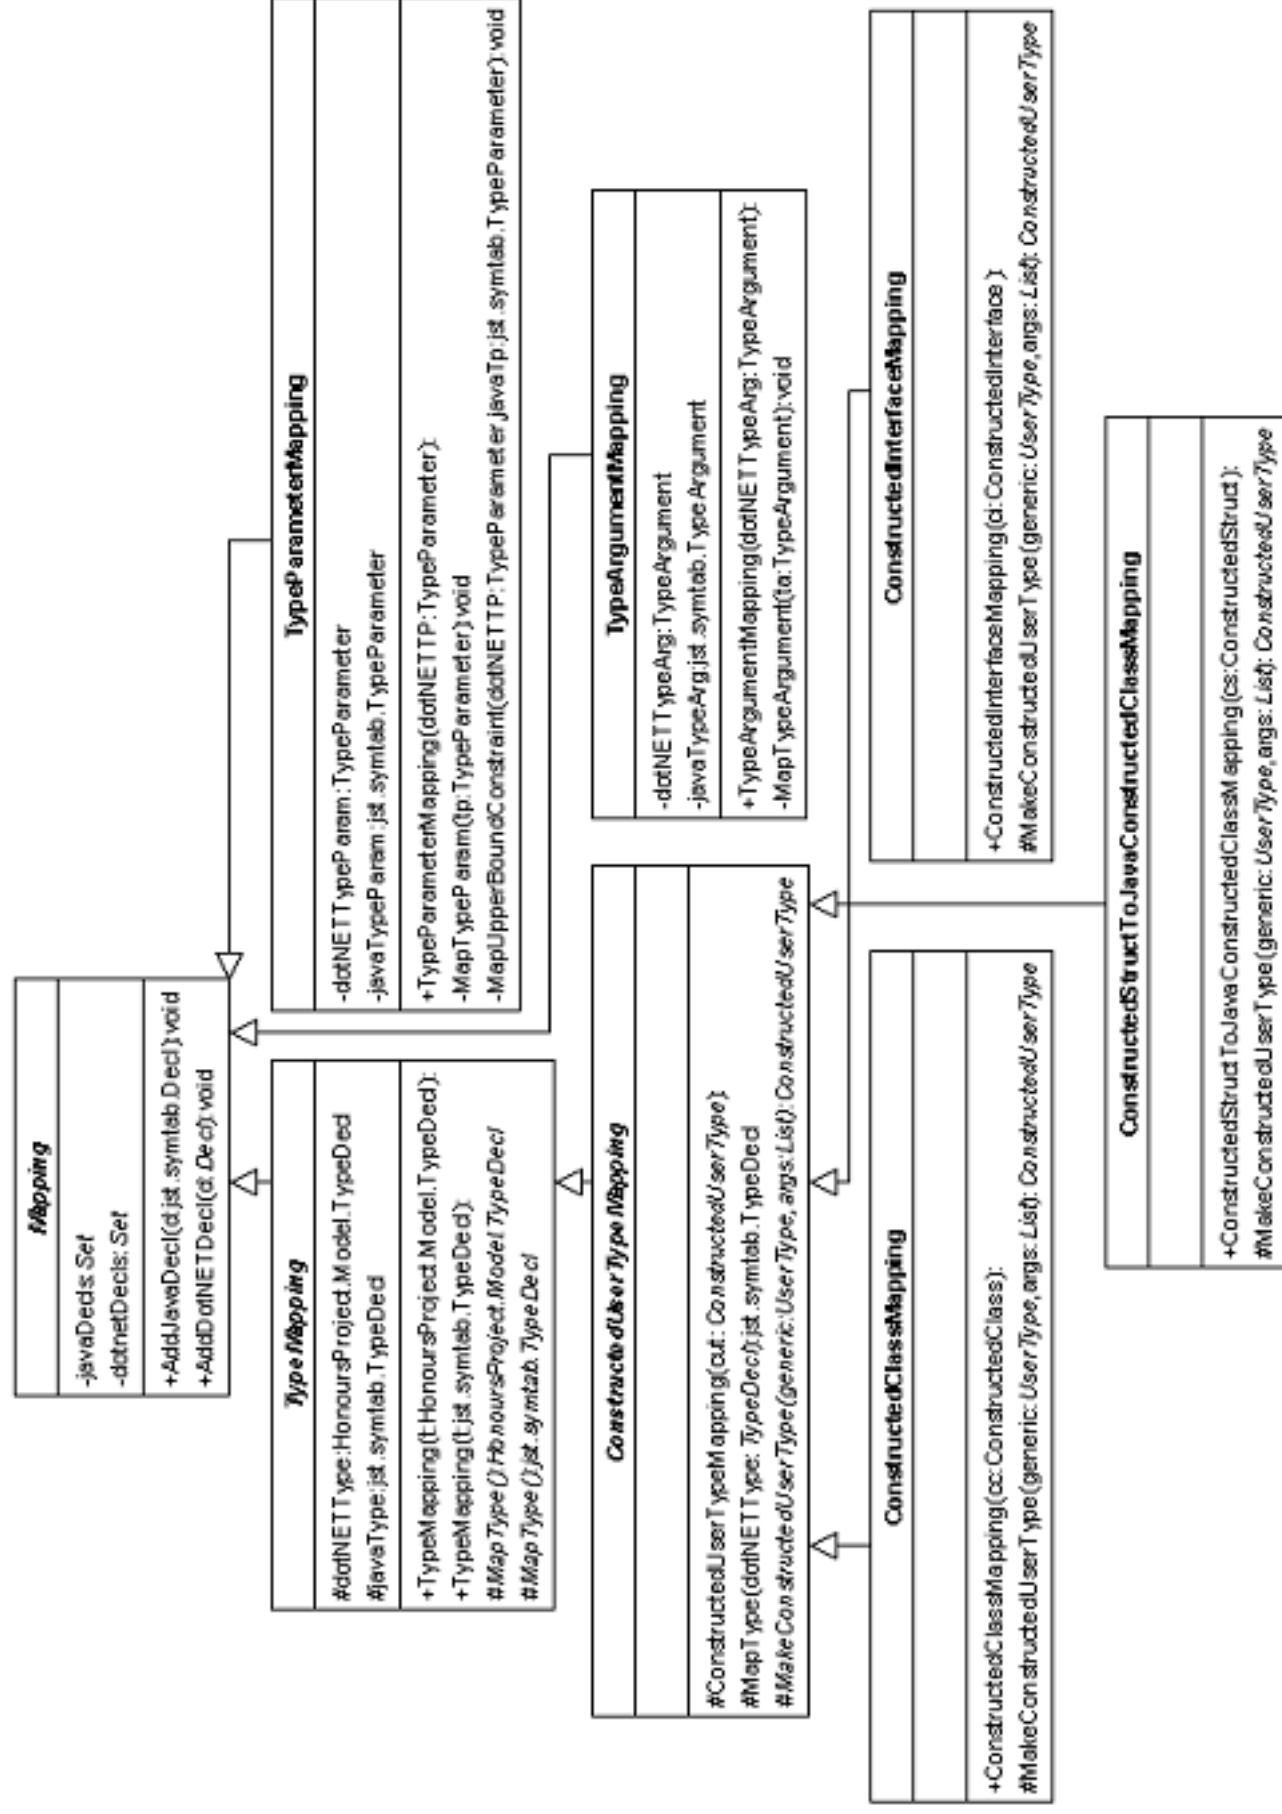 Mapping
-javaDecls: Set
-dotnetDecls: Set
+AddJavaDecl(d:jst.symtab.Decl):void
+AddDotNETDecl(d:Decl):void
TypeMapping
#dotNETType:HonoursProject.Model.TypeDecl
#javaType:jst.symtab.TypeDecl
+TypeMapping(t:HonoursProject.Model.TypeDecl):
+TypeMapping(t:jst.symtab.TypeDecl):
#MapType():HonoursProject.Model.TypeDecl
#MapType():jst.symtab.TypeDecl
TypeParameterMapping
-dotNETTypeParam:TypeParameter
-javaTypeParam:jst.symtab.TypeParameter
+TypeParameterMapping(dotNETTP:TypeParameter):
-MapTypeParam(tp:TypeParameter):void
-MapUpperBoundConstraint(dotNETTP:TypeParameter,javaTp:jst.symtab.TypeParameter):void
ConstructedUserTypeMapping
#ConstructedUserTypeMapping(cut: ConstructedUserType):
#MapType(dotNETType: TypeDecl):jst.symtab.TypeDecl
#MakeConstructedUserType(generic:UserType,args:List):ConstructedUserType
TypeArgumentMapping
-dotNETTypeArg:TypeArgument
-javaTypeArg:jst.symtab.TypeArgument
+TypeArgumentMapping(dotNETTypeArg:TypeArgument):
-MapTypeArgument(ta:TypeArgument):void
ConstructedClassMapping
+ConstructedClassMapping(cc:ConstructedClass):
#MakeConstructedUserType(generic: UserType,args: List): ConstructedUserType
ConstructedInterfaceMapping
+ConstructedInterfaceMapping(ci:ConstructedInterface ):
#MakeConstructedUserType(generic: UserType,args: List): ConstructedUserType
ConstructedStructToJavaConstructedClassMapping
+ConstructedStructToJavaConstructedClassMapping(cs:ConstructedStruct ):
#MakeConstructedUserType(generic: UserType,args: List): ConstructedUserType